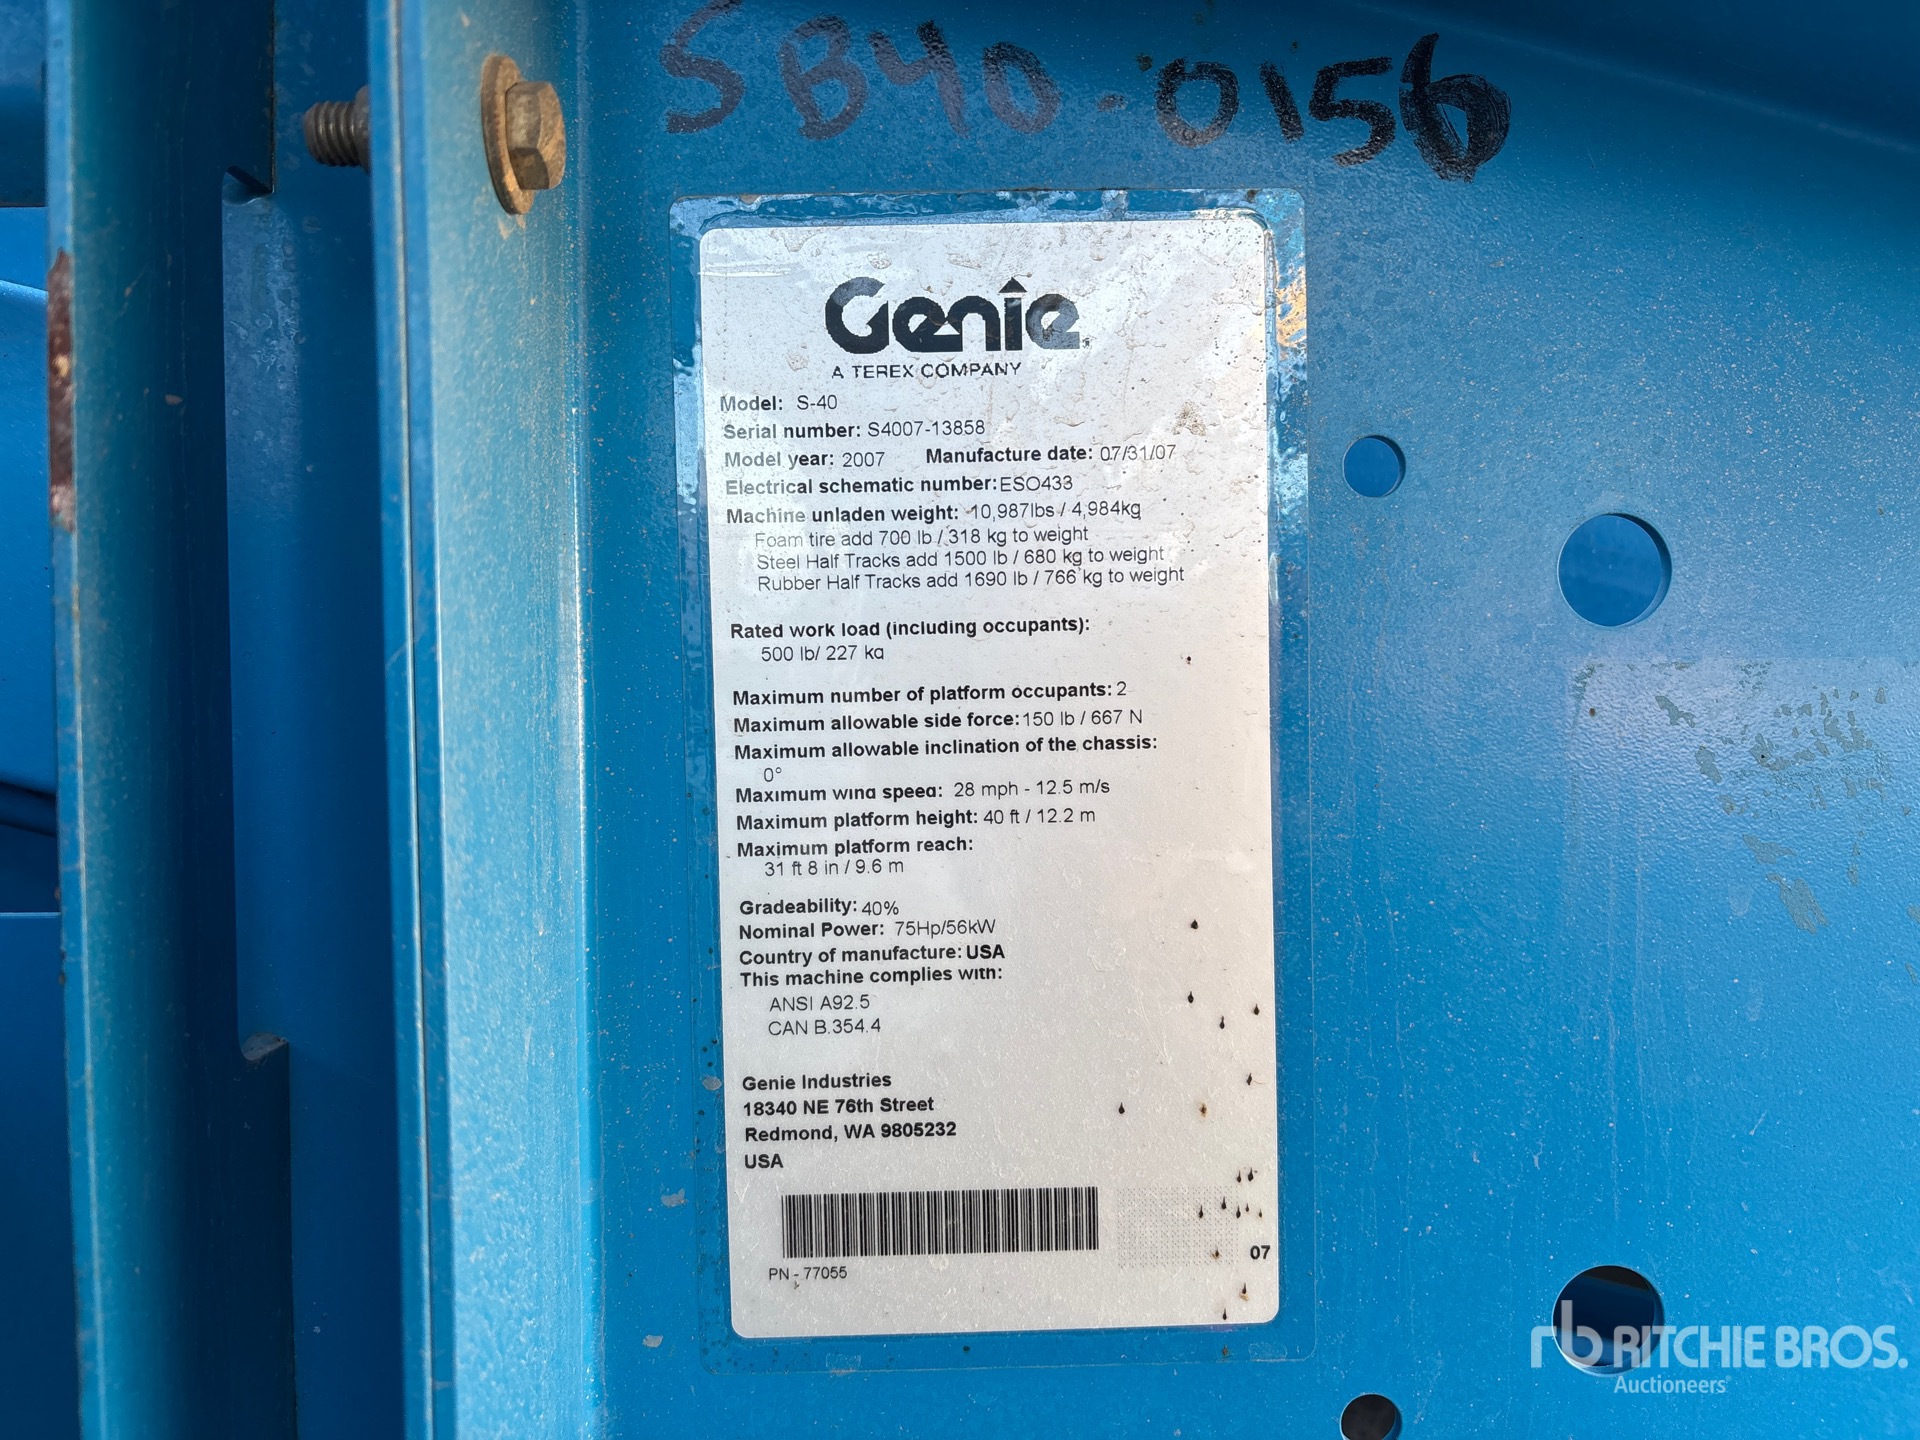 SB40-0156
Genie
A TEREX COMPANY
Model: S-40
Serial number: S4007-13858
Model year: 2007 Manufacture date: 07/31/07
Electrical schematic number: ESO433
Machine unladen weight: 10,987lbs / 4,984kg
Foam tire add 700 lb / 318 kg to weight
Steel Half Tracks add 1500 lb / 680 kg to weight
Rubber Half Tracks add 1690 lb / 766 kg to weight
Rated work load (including occupants):
500 lb/ 227 kg
Maximum number of platform occupants: 2
Maximum allowable side force: 150 lb / 667 N
Maximum allowable inclination of the chassis:
0°
Maximum wind speed: 28 mph - 12.5 m/s
Maximum platform height: 40 ft / 12.2 m
Maximum platform reach:
31 ft 8 in / 9.6 m
Gradeability: 40%
Nominal Power: 75Hp/56kW
Country of manufacture: USA
This machine complies with:
ANSI A92.5
CAN B.354.4
Genie Industries
18340 NE 76th Street
Redmond, WA 9805232
USA
07
PN - 77055
rb RITCHIE BROS.
Auctioneers